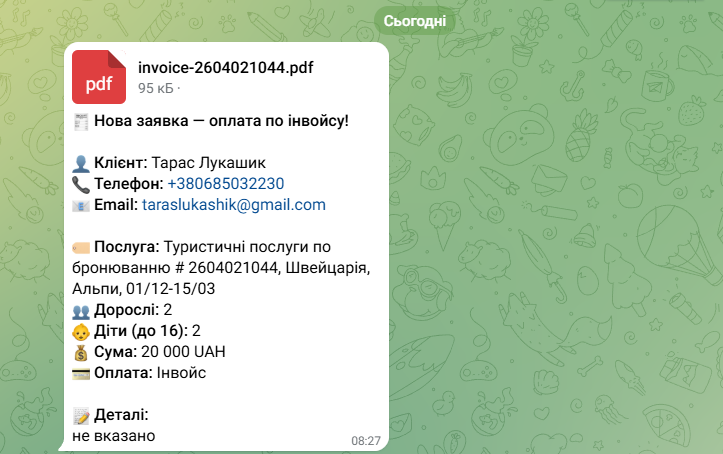 Сьогодні
pdf
invoice-2604021044.pdf
95 кБ ·
🧾 Нова заявка — оплата по інвойсу!
👤 Клієнт: Тарас Лукашик
📞 Телефон: +380685032230
📧 Email: taraslukashik@gmail.com
🏷️ Послуга: Туристичні послуги по
бронюванню # 2604021044, Швейцарія,
Альпи, 01/12-15/03
👥 Дорослі: 2
👶 Діти (до 16): 2
💰 Сума: 20 000 UAH
💳 Оплата: Інвойс
📝 Деталі:
не вказано
08:27